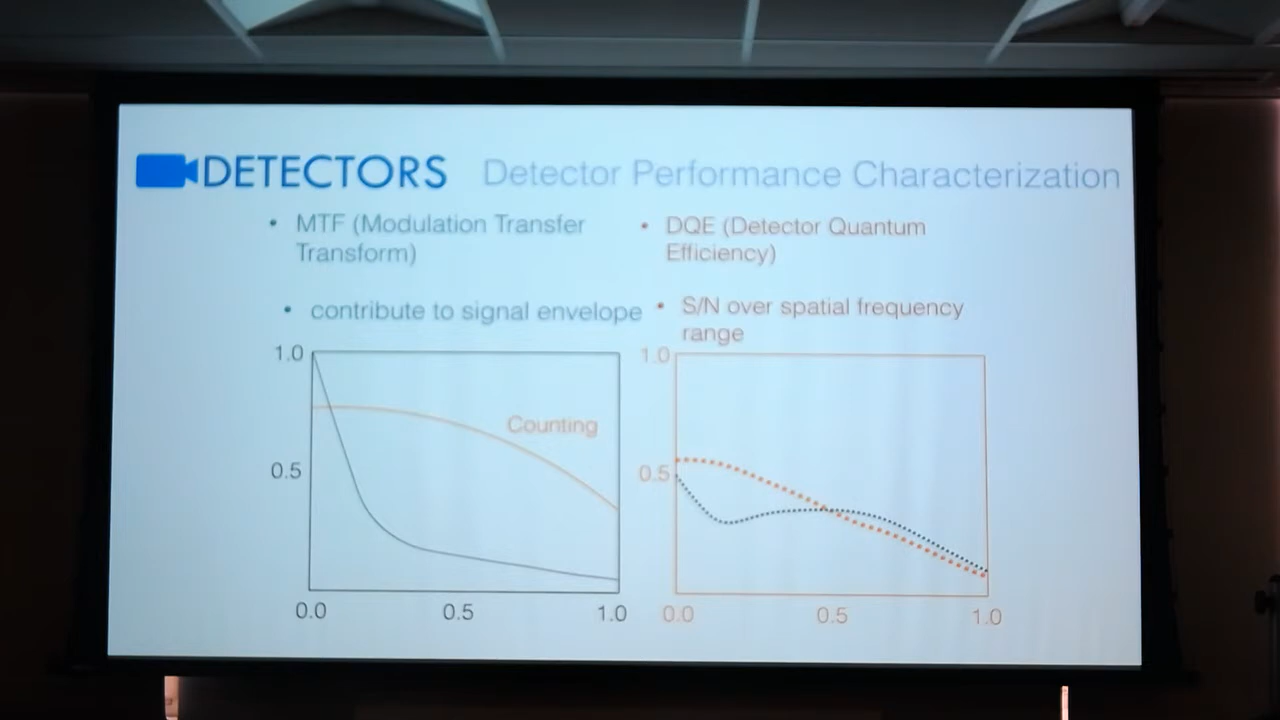 DETECTORS Detector Performance Characterization
• MTF (Modulation Transfer
Transform)
• contribute to signal envelope
• DQE (Detector Quantum
Efficiency)
• S/N over spatial frequency
range
1.0
0.5
Counting
0.0 0.5 1.0
1.0
0.5
0.0 0.5 1.0